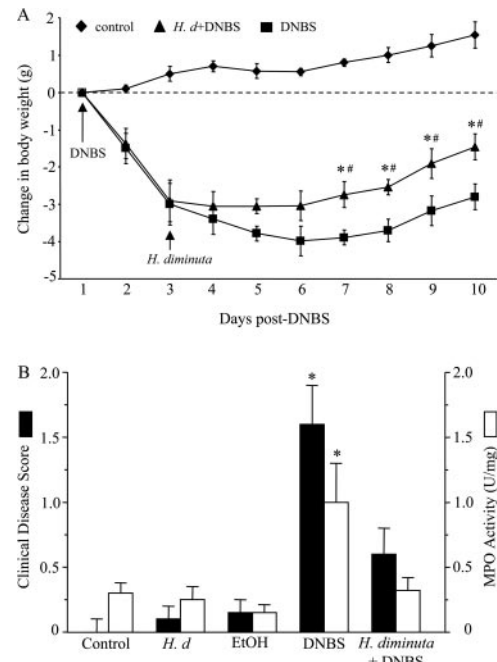 A
control
H. d+DNBS
DNBS
Change in body weight (g)
2
1
0
-1
-2
-3
-4
-5
DNBS
H. diminuta
*#
*#
*#
*#
1 2 3 4 5 6 7 8 9 10
Days post-DNBS
B
Clinical Disease Score
2.0
1.5
1.0
0.5
0
*
*
2.0
1.5
1.0
0.5
0
MPO Activity (U/mg)
Control H. d EtOH DNBS H. diminuta
+ DNBS